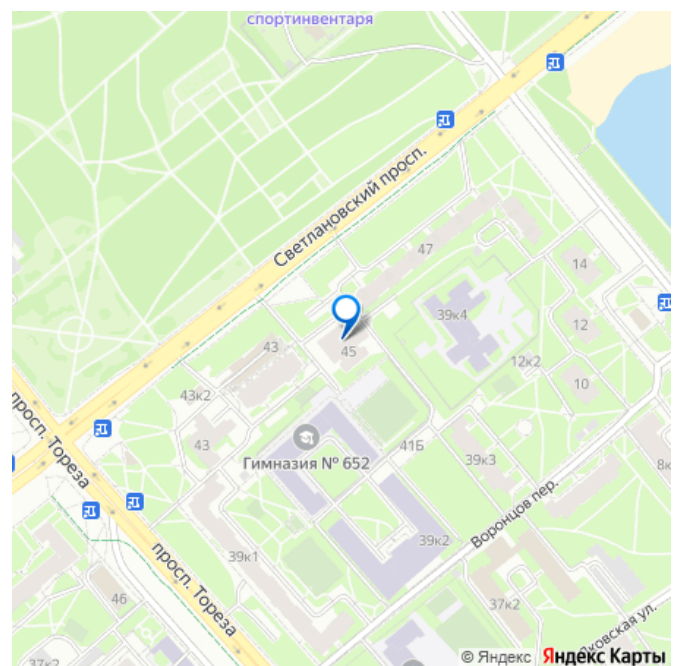 спортинвентаря
Светлановский просп.
47
14
39к4
12
45
43
12к2
10
43к2
просп. Тореза
43
41Б
Гимназия № 652
39к3
8к
Воронцов пер.
39к1
39к2
просп. Тореза
46
37к2
37к2
© Яндекс Яндекс Карты